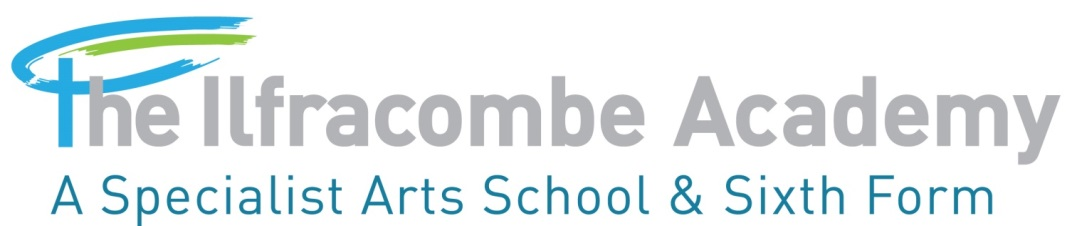 The Ilfracombe Academy
A Specialist Arts School & Sixth Form